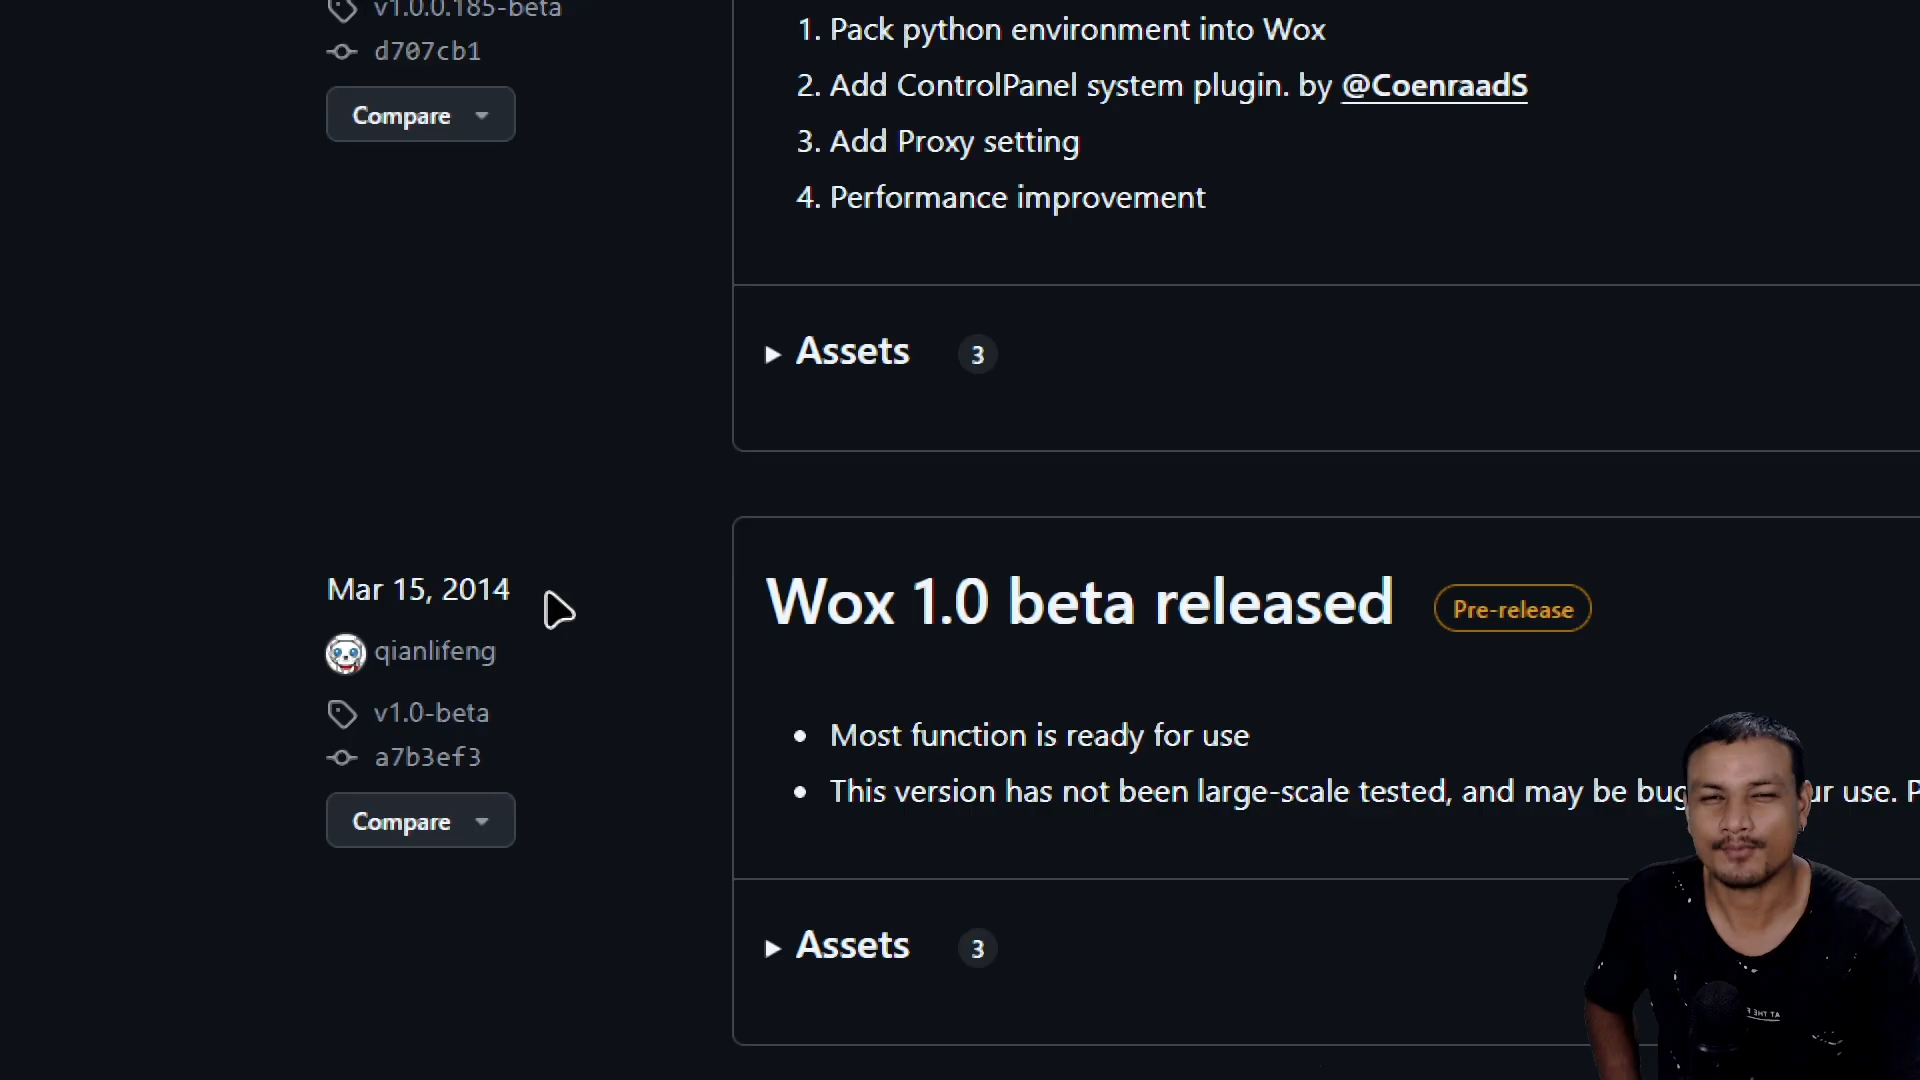 v1.0.0.185-beta
d707cb1
Compare
1. Pack python environment into Wox
2. Add ControlPanel system plugin. by @CoenraadS
3. Add Proxy setting
4. Performance improvement
Assets 3
Mar 15, 2014
qianlifeng
v1.0-beta
a7b3ef3
Compare
Wox 1.0 beta released
Pre-release
Most function is ready for use
This version has not been large-scale tested, and may be use.
Assets 3
AT THE